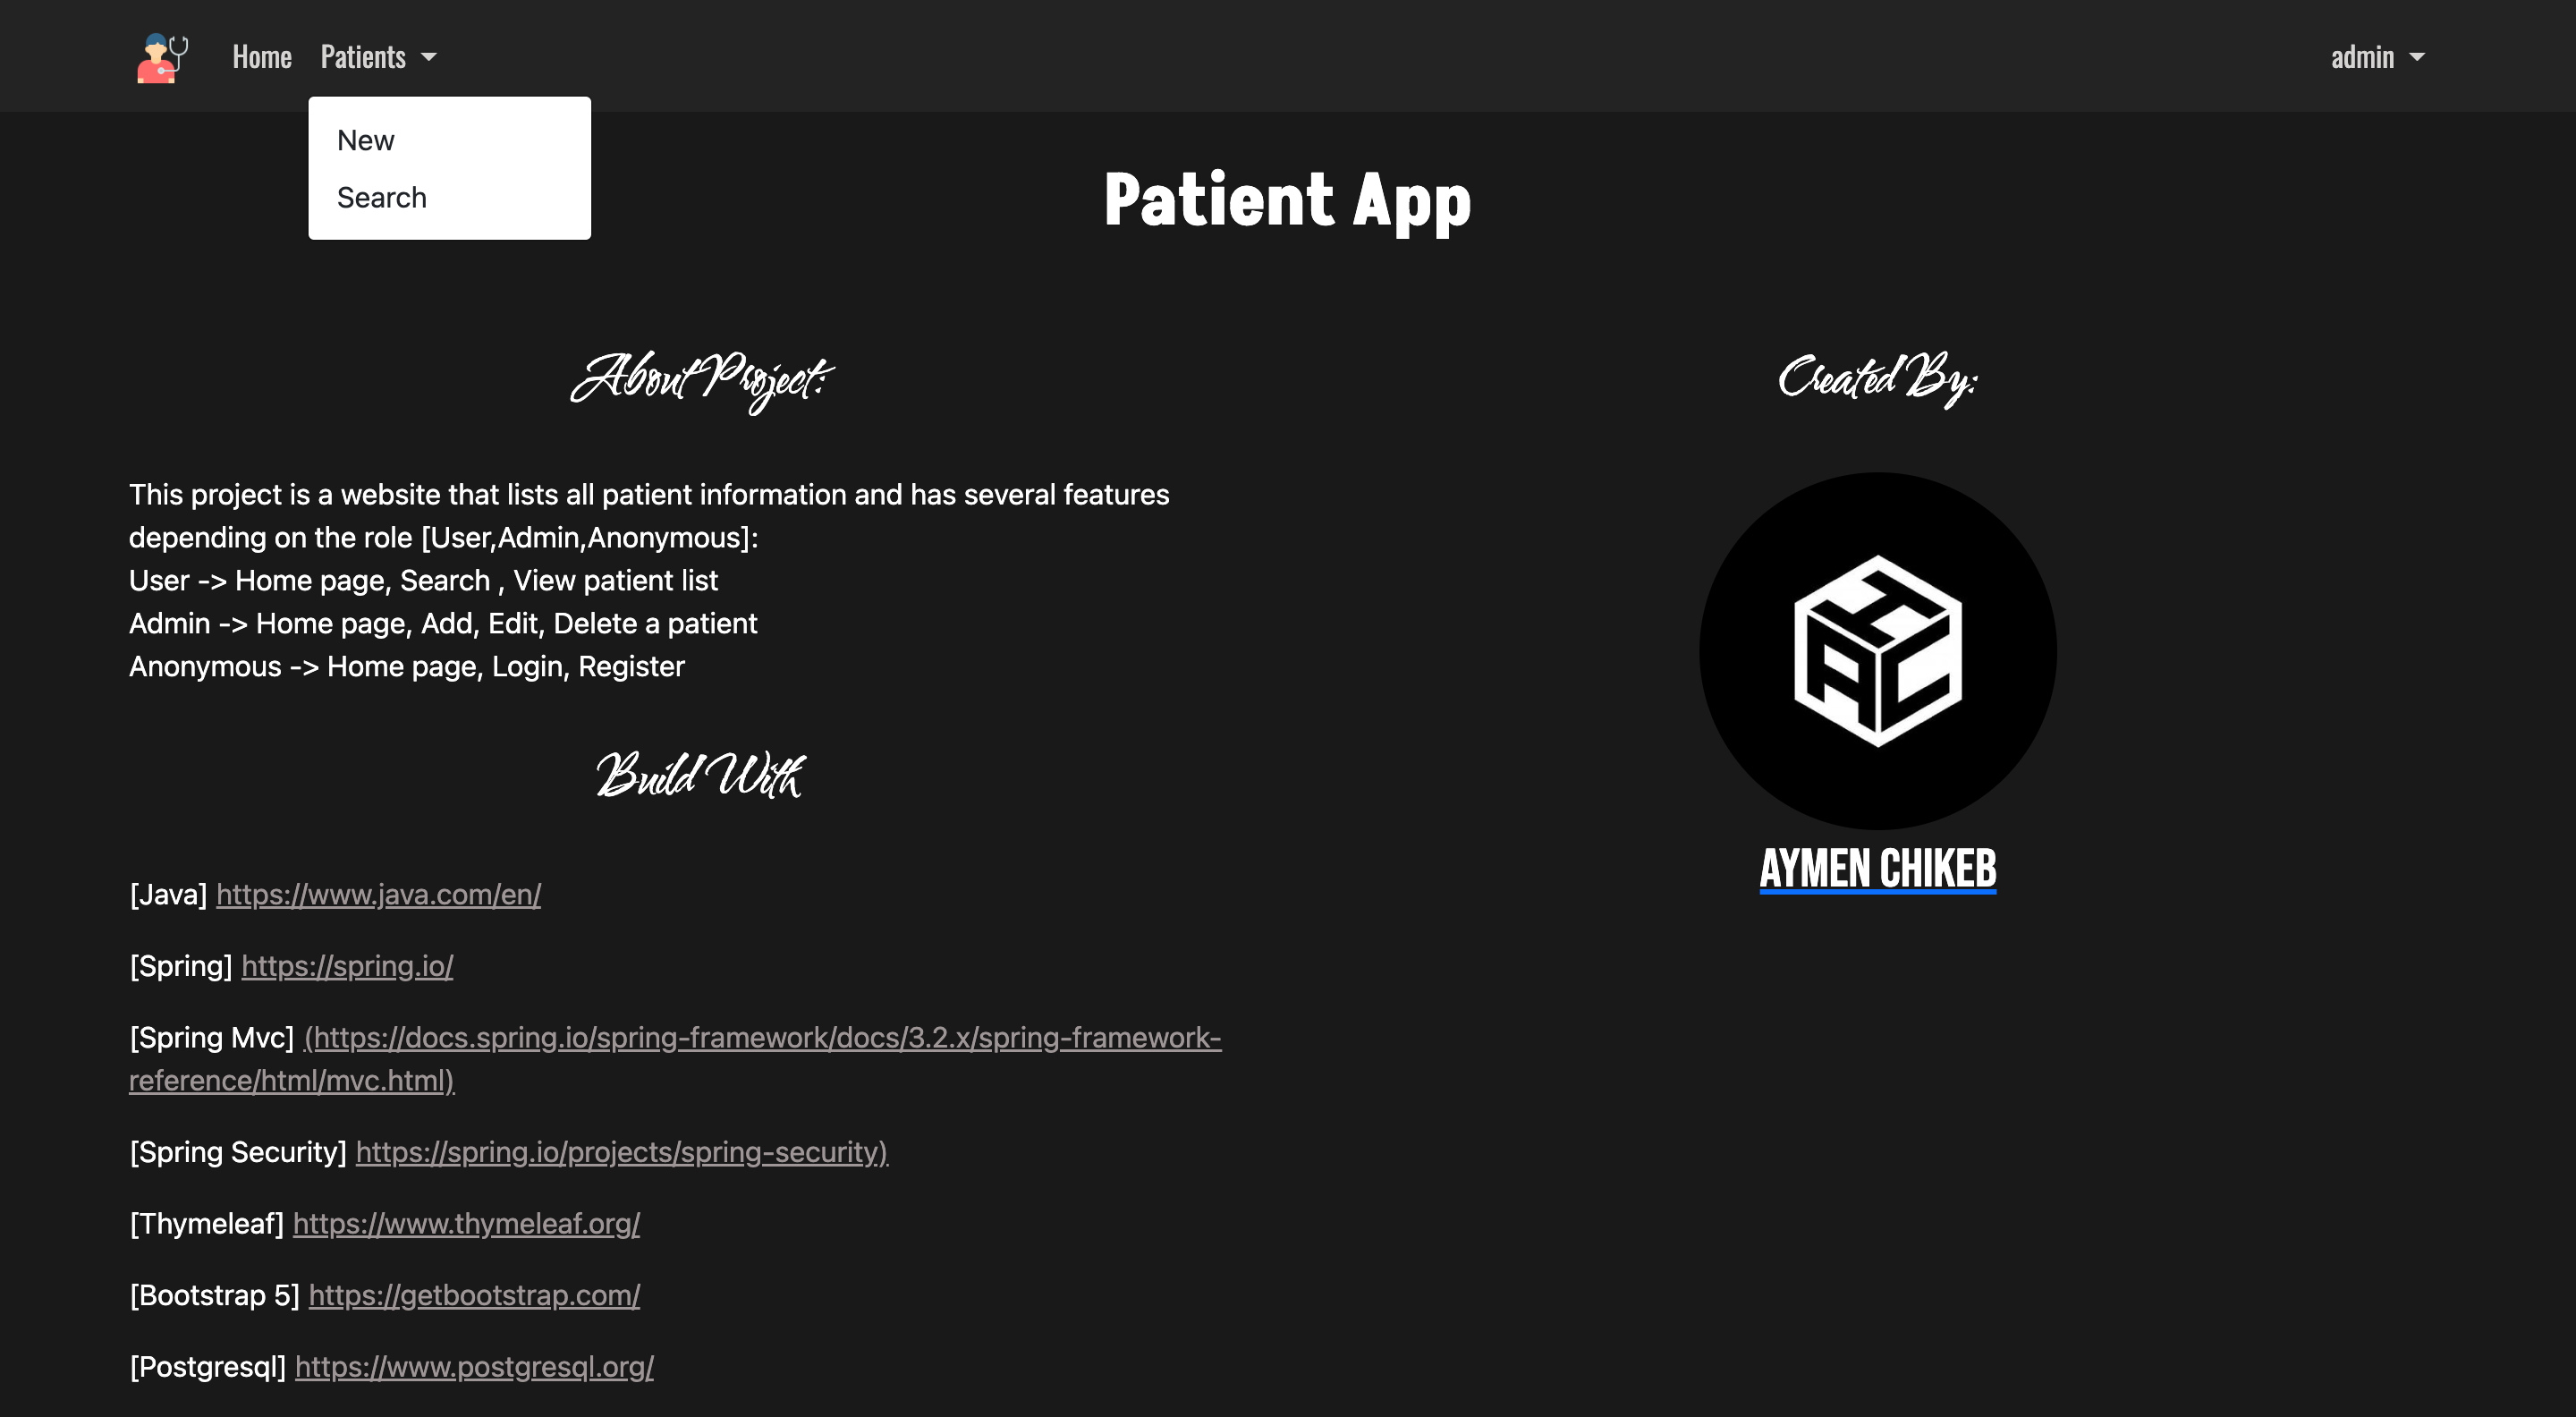 Home Patients admin
New
Search
Patient App
About Project:
This project is a website that lists all patient information and has several features
depending on the role [User,Admin,Anonymous]:
User -> Home page, Search , View patient list
Admin -> Home page, Add, Edit, Delete a patient
Anonymous -> Home page, Login, Register
Build With
[Java] https://www.java.com/en/
[Spring] https://spring.io/
[Spring Mvc] (https://docs.spring.io/spring-framework/docs/3.2.x/spring-framework-
reference/html/mvc.html)
[Spring Security] https://spring.io/projects/spring-security)
[Thymeleaf] https://www.thymeleaf.org/
[Bootstrap 5] https://getbootstrap.com/
[Postgresql] https://www.postgresql.org/
Created By:
IAC
AYMEN CHIKEB